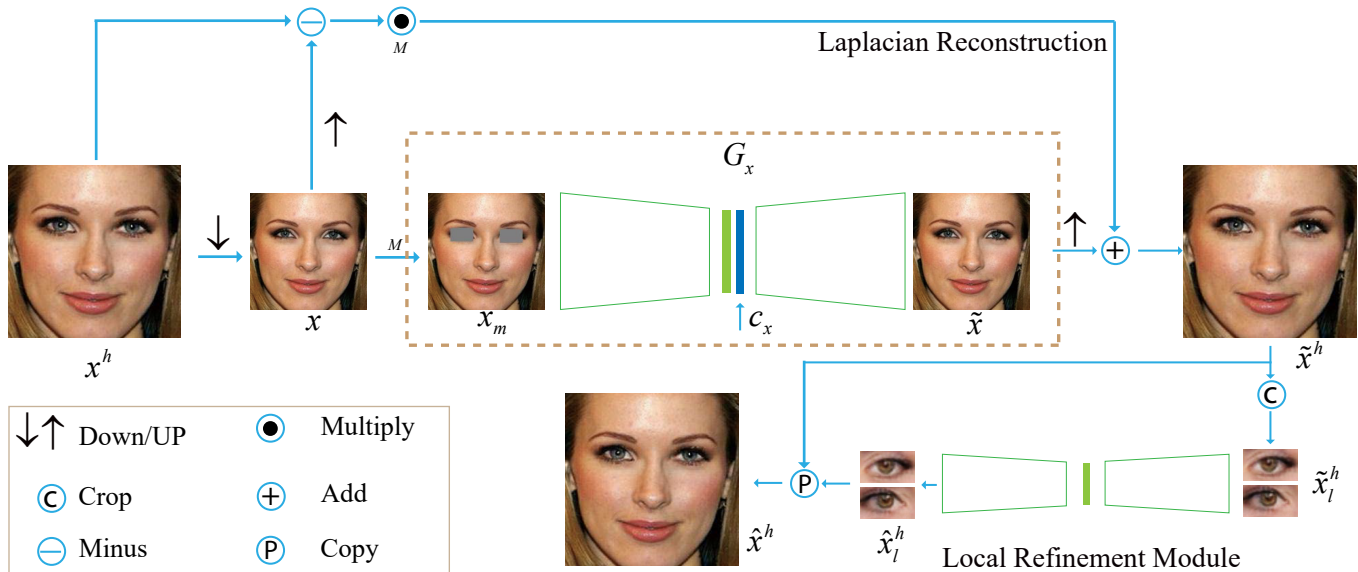 M
Laplacian Reconstruction
↑
G_x
↓
M
↑
x^h
x
x_m
c_x
x̃
x̃^h
C
↓↑ Down/UP
Multiply
C Crop
+ Add
− Minus
P Copy
P
x̂^h
x̂_l^h
x̃_l^h
Local Refinement Module